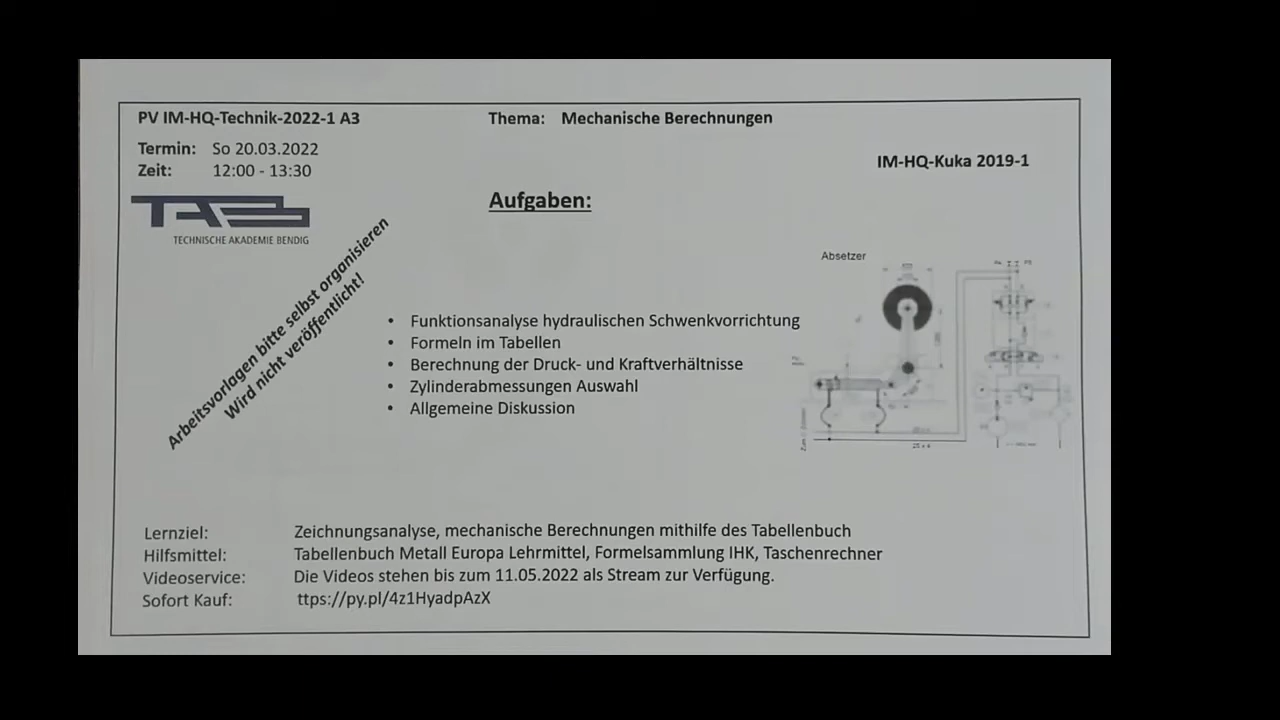 PV IM-HQ-Technik-2022-1 A3
Thema: Mechanische Berechnungen
Termin: So 20.03.2022
Zeit: 12:00 - 13:30
IM-HQ-Kuka 2019-1
TAB
TECHNISCHE AKADEMIE BENDIG
Aufgaben:
Arbeitsvorlagen bitte selbst organisieren
Wird nicht veröffentlicht!
Absetzer
• Funktionsanalyse hydraulischen Schwenkvorrichtung
• Formeln im Tabellen
• Berechnung der Druck- und Kraftverhältnisse
• Zylinderabmessungen Auswahl
• Allgemeine Diskussion
Lernziel: Zeichnungsanalyse, mechanische Berechnungen mithilfe des Tabellenbuch
Hilfsmittel: Tabellenbuch Metall Europa Lehrmittel, Formelsammlung IHK, Taschenrechner
Videoservice: Die Videos stehen bis zum 11.05.2022 als Stream zur Verfügung.
Sofort Kauf: ttps://py.pl/4z1HyadpAzX